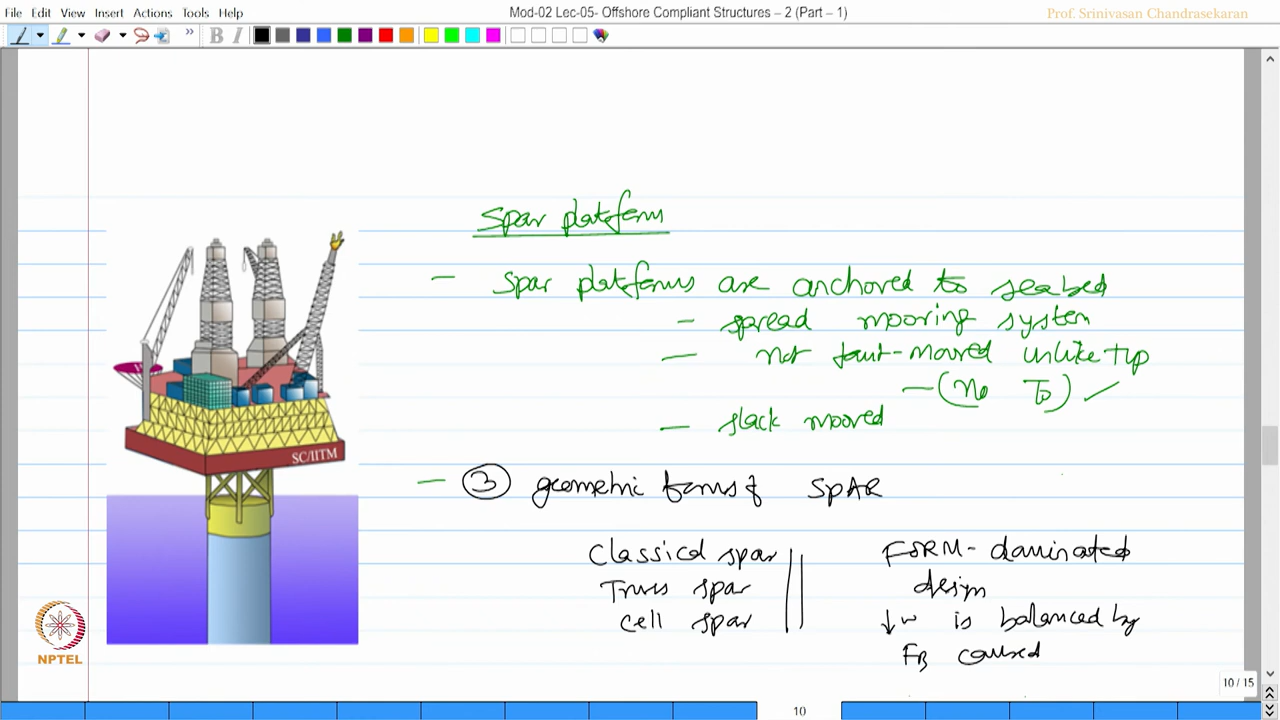 File Edit View Insert Actions Tools Help
Mod-02 Lec-05- Offshore Compliant Structures – 2 (Part – 1)
Prof. Srinivasan Chandrasekaran
B I
Spar platform
- Spar platforms are anchored to seabed
- spread mooring system
- not taut-moored unlike TLP
- (No To) ✓
- slack moored
- ③ geometric forms of SPAR
Classical spar
Truss spar
Cell spar
FORM-dominated
design
↓w is balanced by
FB caused
SC/IITM
NPTEL
10 / 15
10